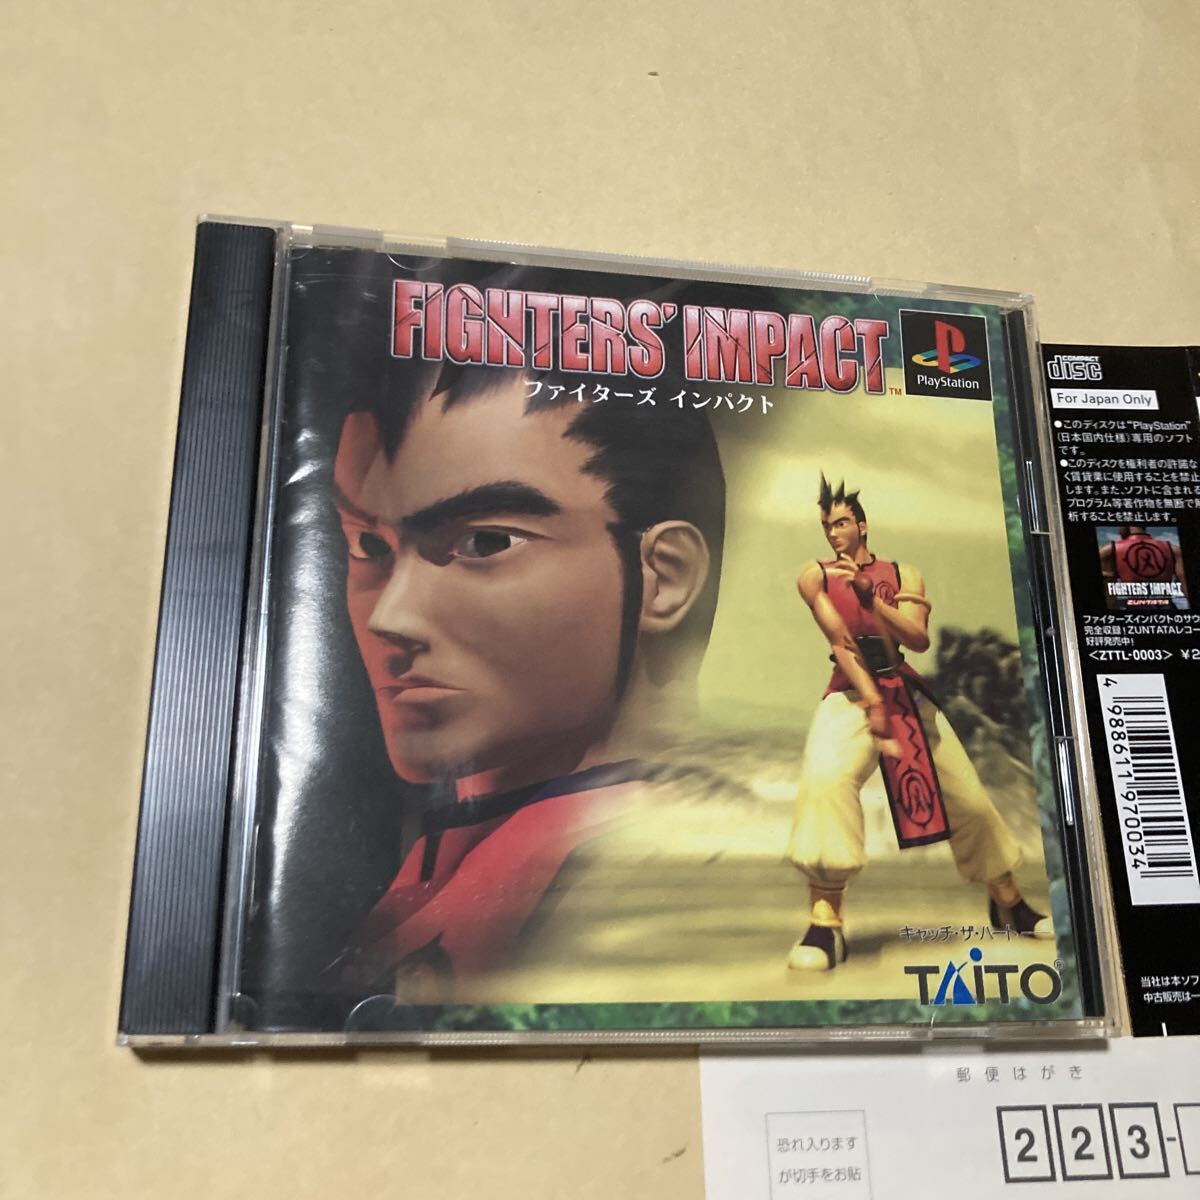 FIGHTERS' IMPACT™
ファイターズ インパクト
PlayStation
キャッチ・ザ・ハート
TAITO®
COMPACT
disc
For Japan Only
●このディスクは"PlayStation"
(日本国内仕様)専用のソフト
です。
●このディスクを権利者の許諾な
く賃貸業に使用することを禁止
します。また、ソフトに含まれる
プログラム等著作物を無断で
析することを禁止します。
FIGHTERS' IMPACT
ZUNTATA
ファイターズインパクトのサウ
完全収録!ZUNTATAレコー
好評発売中!
<ZTTL-0003> ¥2
4 988611 970034
当社は本ソフ
中古販売は一
郵便はがき
恐れ入ります
が切手をお貼
223-